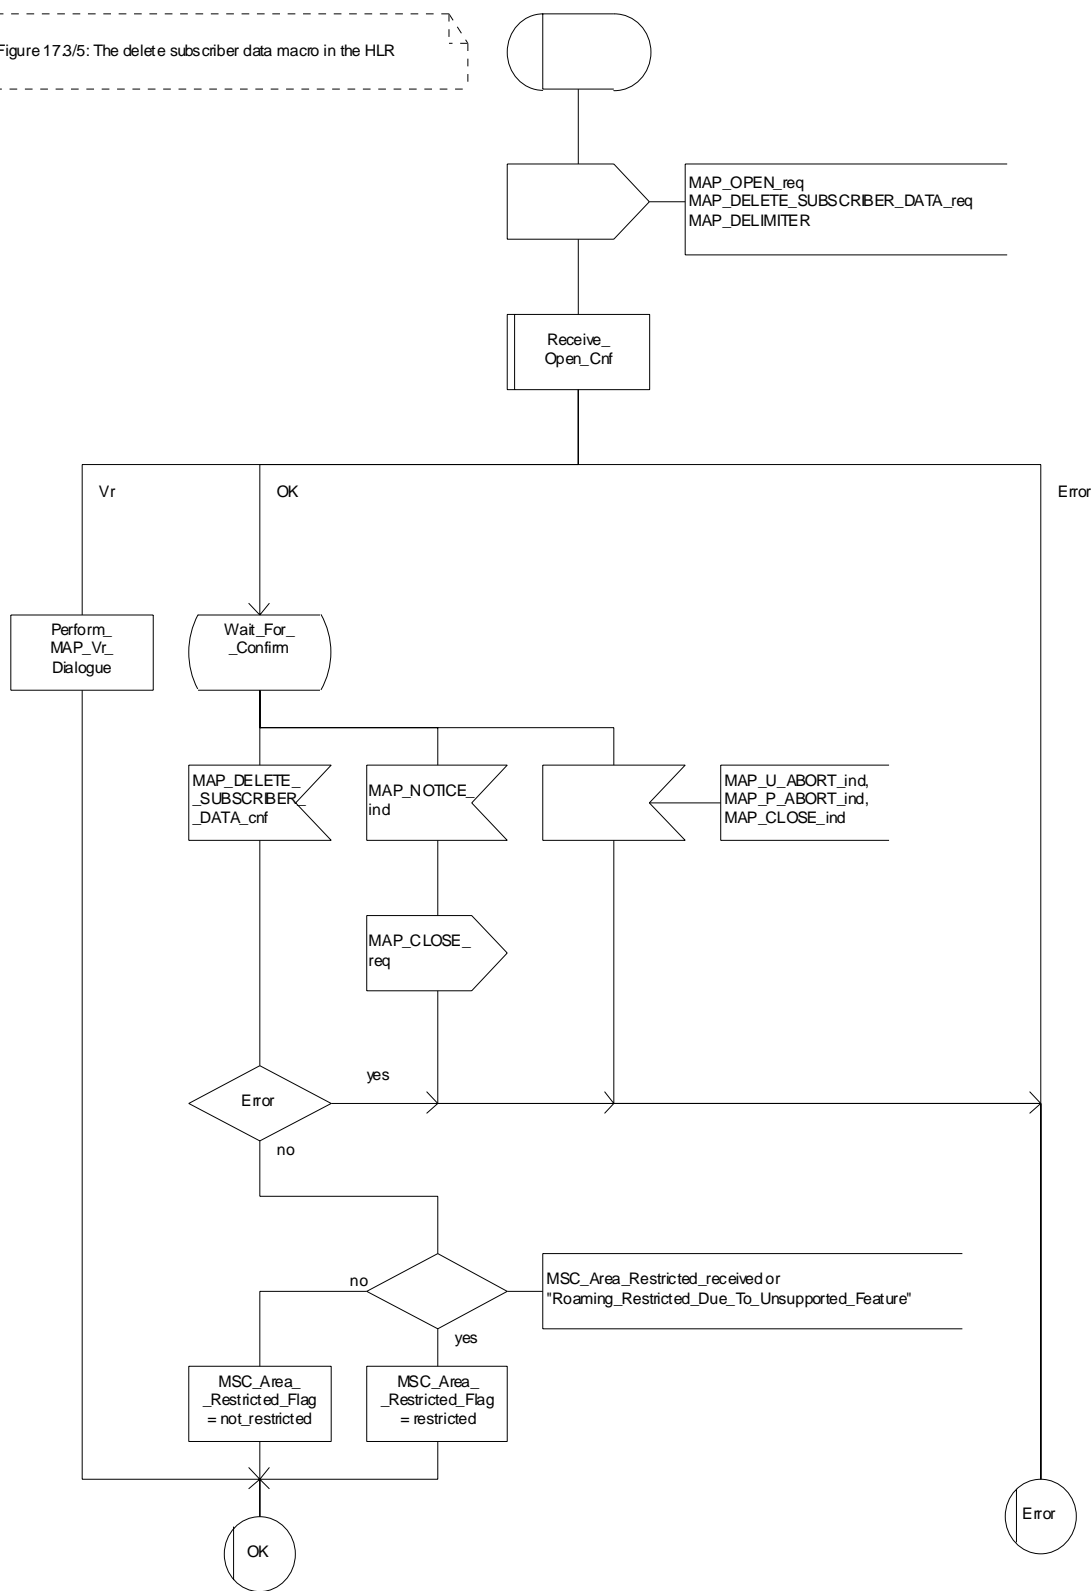 Figure 17.3/5: The delete subscriber data macro in the HLR
MAP_OPEN_req
MAP_DELETE_SUBSCRIBER_DATA_req
MAP_DELIMITER
Receive_
Open_Cnf
Vr
OK
Error
Perform_
MAP_Vr_
Dialogue
Wait_For_
_Confirm
MAP_DELETE_
_SUBSCRIBER_
_DATA_cnf
MAP_NOTICE_
ind
MAP_U_ABORT_ind,
MAP_P_ABORT_ind,
MAP_CLOSE_ind
MAP_CLOSE_
req
Error
yes
no
MSC_Area_Restricted_received or
"Roaming_Restricted_Due_To_Unsupported_Feature"
no
yes
MSC_Area_
_Restricted_Flag
= not_restricted
MSC_Area_
_Restricted_Flag
= restricted
OK
Error